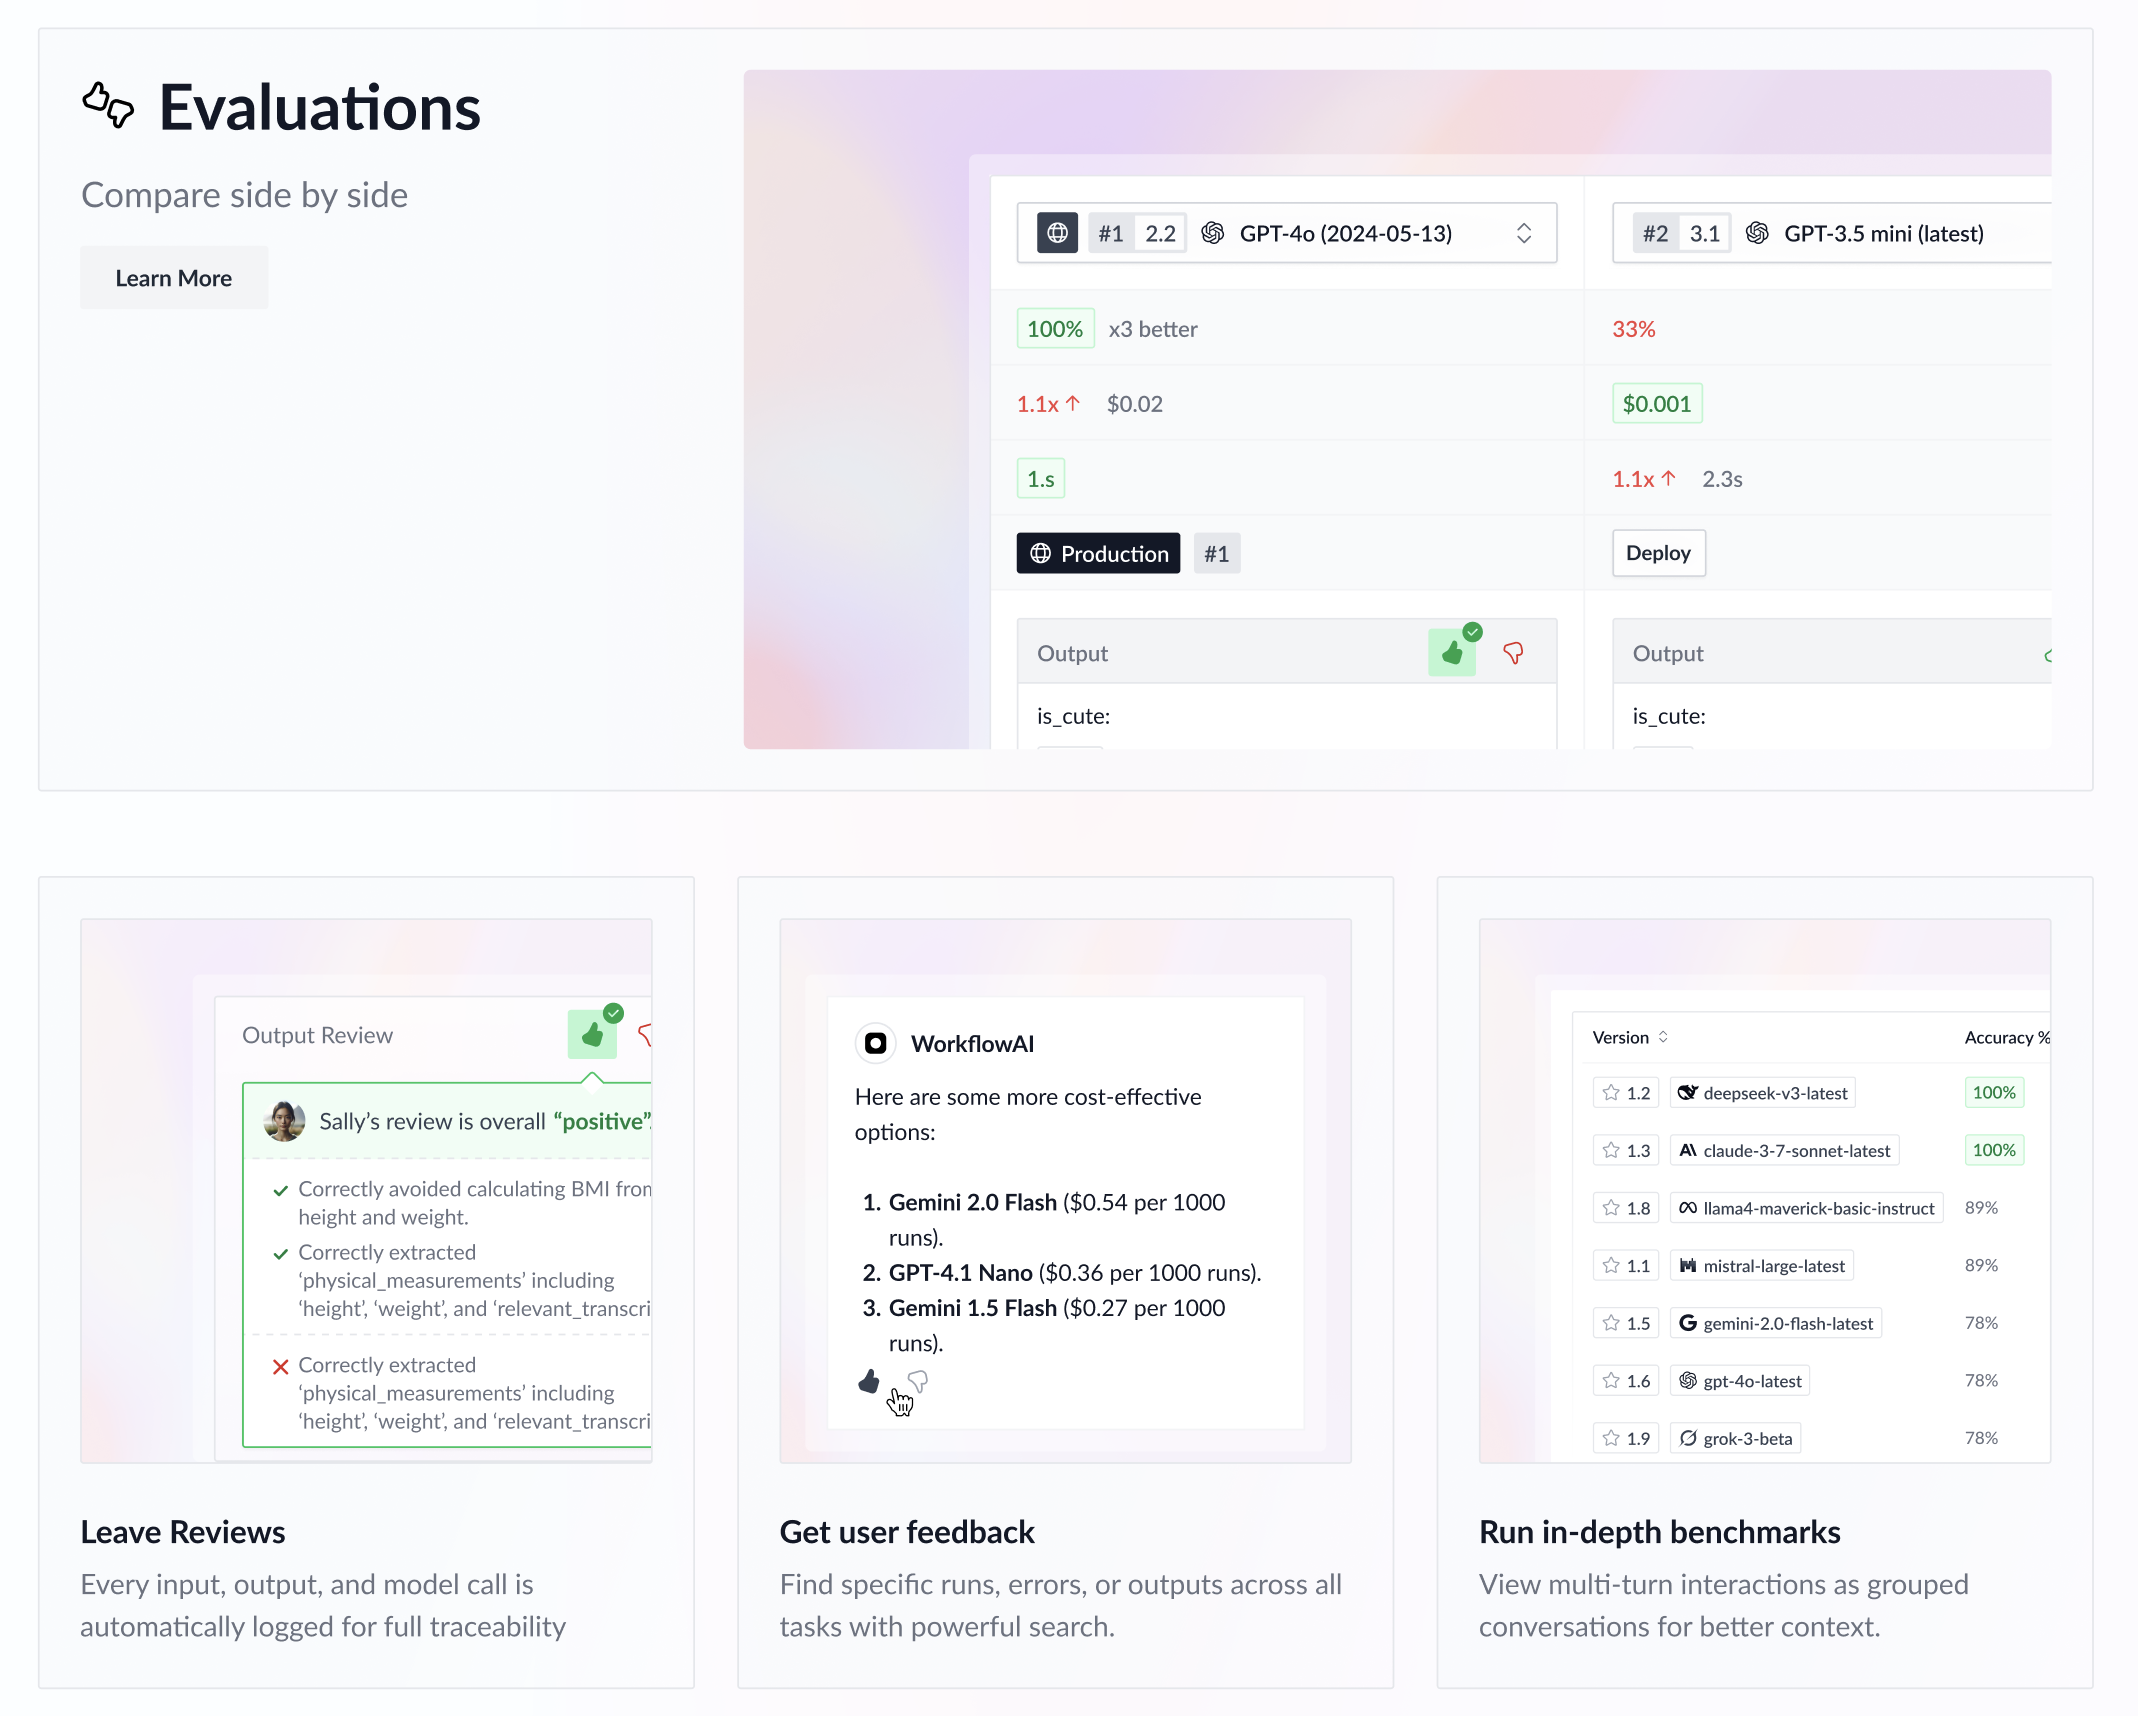 Evaluations
Compare side by side
Learn More
#1 2.2 GPT-4o (2024-05-13)
#2 3.1 GPT-3.5 mini (latest)
100% x3 better
33%
1.1x ↑ $0.02
$0.001
1.s
1.1x ↑ 2.3s
Production #1
Deploy
Output
is_cute:
Output
is_cute:
Output Review
Sally’s review is overall “positive”.
Correctly avoided calculating BMI from
height and weight.
Correctly extracted
‘physical_measurements’ including
‘height’, ‘weight’, and ‘relevant_transcri
Correctly extracted
‘physical_measurements’ including
‘height’, ‘weight’, and ‘relevant_transcri
Leave Reviews
Every input, output, and model call is
automatically logged for full traceability
WorkflowAI
Here are some more cost-effective
options:
1. Gemini 2.0 Flash ($0.54 per 1000
runs).
2. GPT-4.1 Nano ($0.36 per 1000 runs).
3. Gemini 1.5 Flash ($0.27 per 1000
runs).
Get user feedback
Find specific runs, errors, or outputs across all
tasks with powerful search.
Version Accuracy %
1.2 deepseek-v3-latest 100%
1.3 claude-3-7-sonnet-latest 100%
1.8 llama4-maverick-basic-instruct 89%
1.1 mistral-large-latest 89%
1.5 gemini-2.0-flash-latest 78%
1.6 gpt-4o-latest 78%
1.9 grok-3-beta 78%
Run in-depth benchmarks
View multi-turn interactions as grouped
conversations for better context.